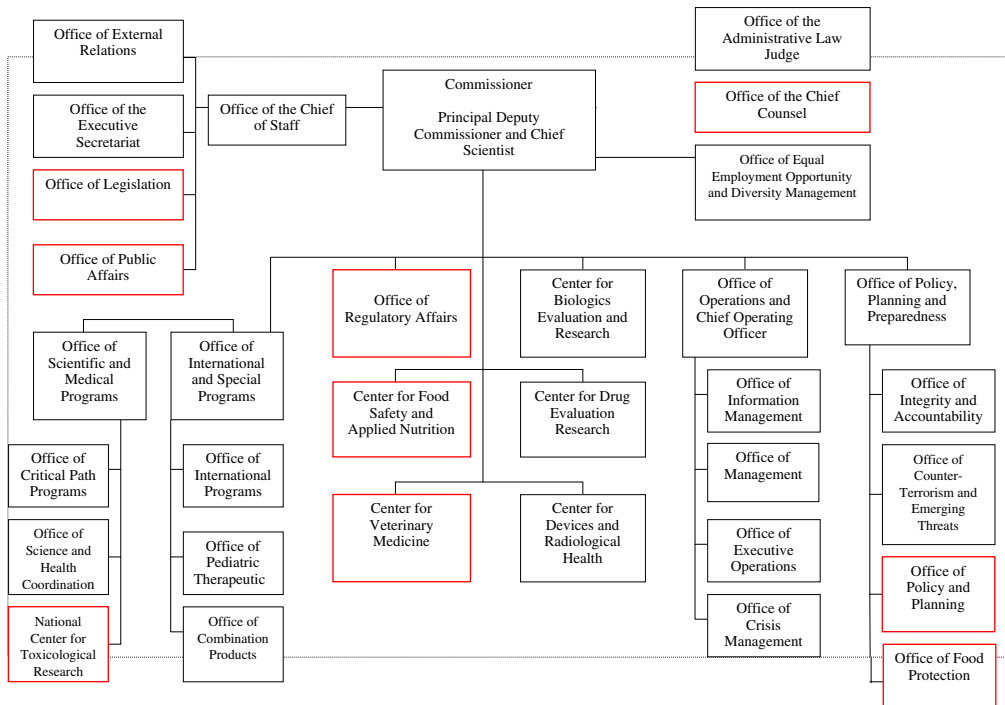 Office of External
Relations
Office of the
Administrative Law
Judge
Commissioner
Principal Deputy
Commissioner and Chief
Scientist
Office of the Chief
Counsel
Office of the
Executive
Secretariat
Office of the Chief
of Staff
Office of Equal
Employment Opportunity
and Diversity Management
Office of Legislation
Office of Public
Affairs
Office of
Regulatory Affairs
Center for
Biologics
Evaluation and
Research
Office of
Operations and
Chief Operating
Officer
Office of Policy,
Planning and
Preparedness
Office of
Scientific and
Medical
Programs
Office of
International
and Special
Programs
Center for Food
Safety and
Applied Nutrition
Center for Drug
Evaluation
Research
Office of
Information
Management
Office of
Integrity and
Accountability
Office of
Critical Path
Programs
Office of
International
Programs
Office of
Management
Office of
Counter-
Terrorism and
Emerging
Threats
Center for
Veterinary
Medicine
Center for
Devices and
Radiological
Health
Office of
Science and
Health
Coordination
Office of
Pediatric
Therapeutic
Office of
Executive
Operations
Office of
Policy and
Planning
National
Center for
Toxicological
Research
Office of
Combination
Products
Office of
Crisis
Management
Office of Food
Protection